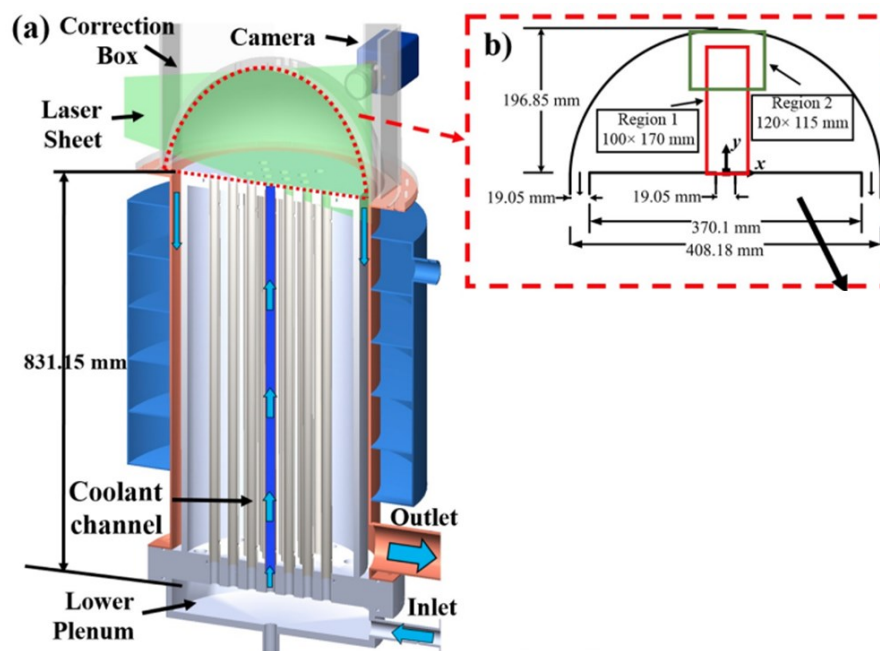 (a)
Correction
Box
Camera
Laser
Sheet
831.15 mm
Coolant
channel
Outlet
Lower
Plenum
Inlet
b)
196.85 mm
Region 1
100× 170 mm
Region 2
120× 115 mm
y
x
19.05 mm
19.05 mm
370.1 mm
408.18 mm